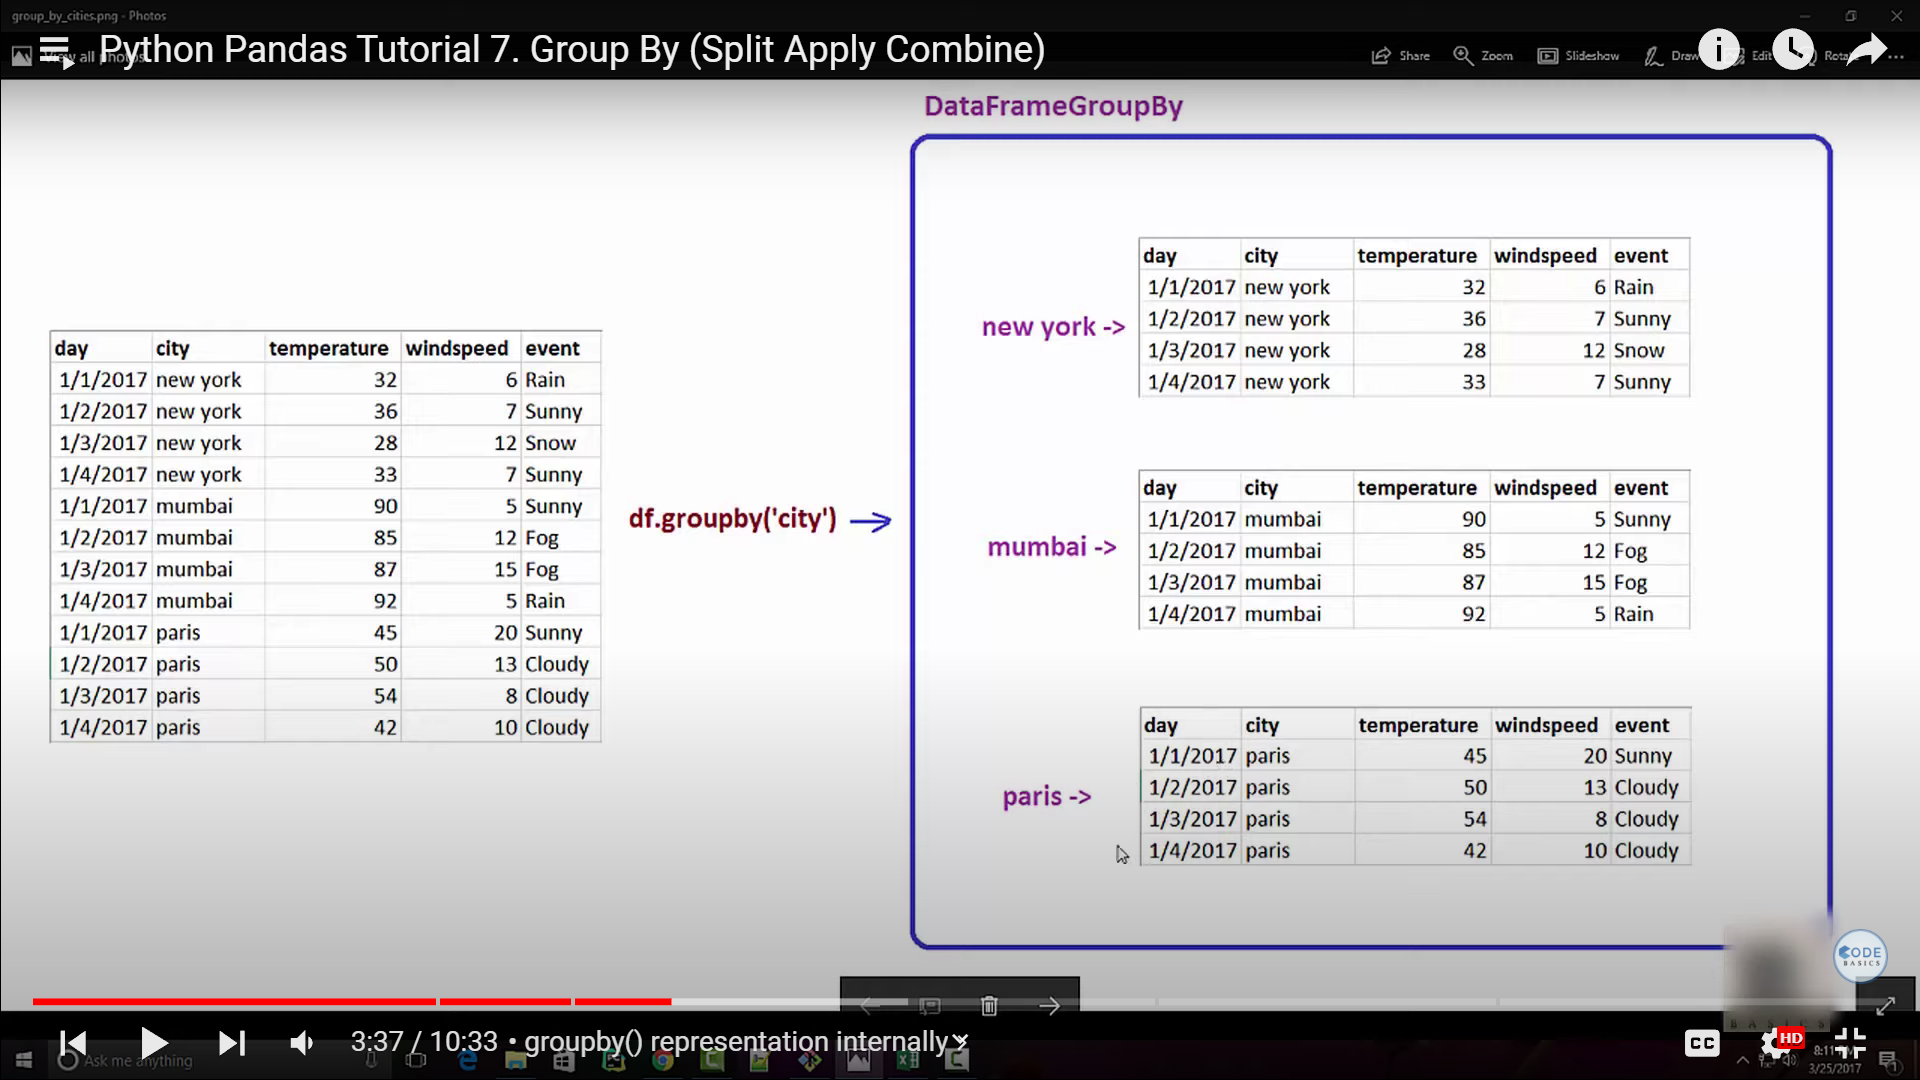 group_by_cities.png - Photos
Python Pandas Tutorial 7. Group By (Split Apply Combine)
Share Zoom Slideshow Draw Edit
DataFrameGroupBy
day city temperature windspeed event
1/1/2017 new york 32 6 Rain
1/2/2017 new york 36 7 Sunny
1/3/2017 new york 28 12 Snow
1/4/2017 new york 33 7 Sunny
1/1/2017 mumbai 90 5 Sunny
1/2/2017 mumbai 85 12 Fog
1/3/2017 mumbai 87 15 Fog
1/4/2017 mumbai 92 5 Rain
1/1/2017 paris 45 20 Sunny
1/2/2017 paris 50 13 Cloudy
1/3/2017 paris 54 8 Cloudy
1/4/2017 paris 42 10 Cloudy
df.groupby('city')
new york ->
day city temperature windspeed event
1/1/2017 new york 32 6 Rain
1/2/2017 new york 36 7 Sunny
1/3/2017 new york 28 12 Snow
1/4/2017 new york 33 7 Sunny
mumbai ->
day city temperature windspeed event
1/1/2017 mumbai 90 5 Sunny
1/2/2017 mumbai 85 12 Fog
1/3/2017 mumbai 87 15 Fog
1/4/2017 mumbai 92 5 Rain
paris ->
day city temperature windspeed event
1/1/2017 paris 45 20 Sunny
1/2/2017 paris 50 13 Cloudy
1/3/2017 paris 54 8 Cloudy
1/4/2017 paris 42 10 Cloudy
CODE
BASICS
3:37 / 10:33 • groupby() representation internally
CC
HD
Ask me anything
3/25/2017